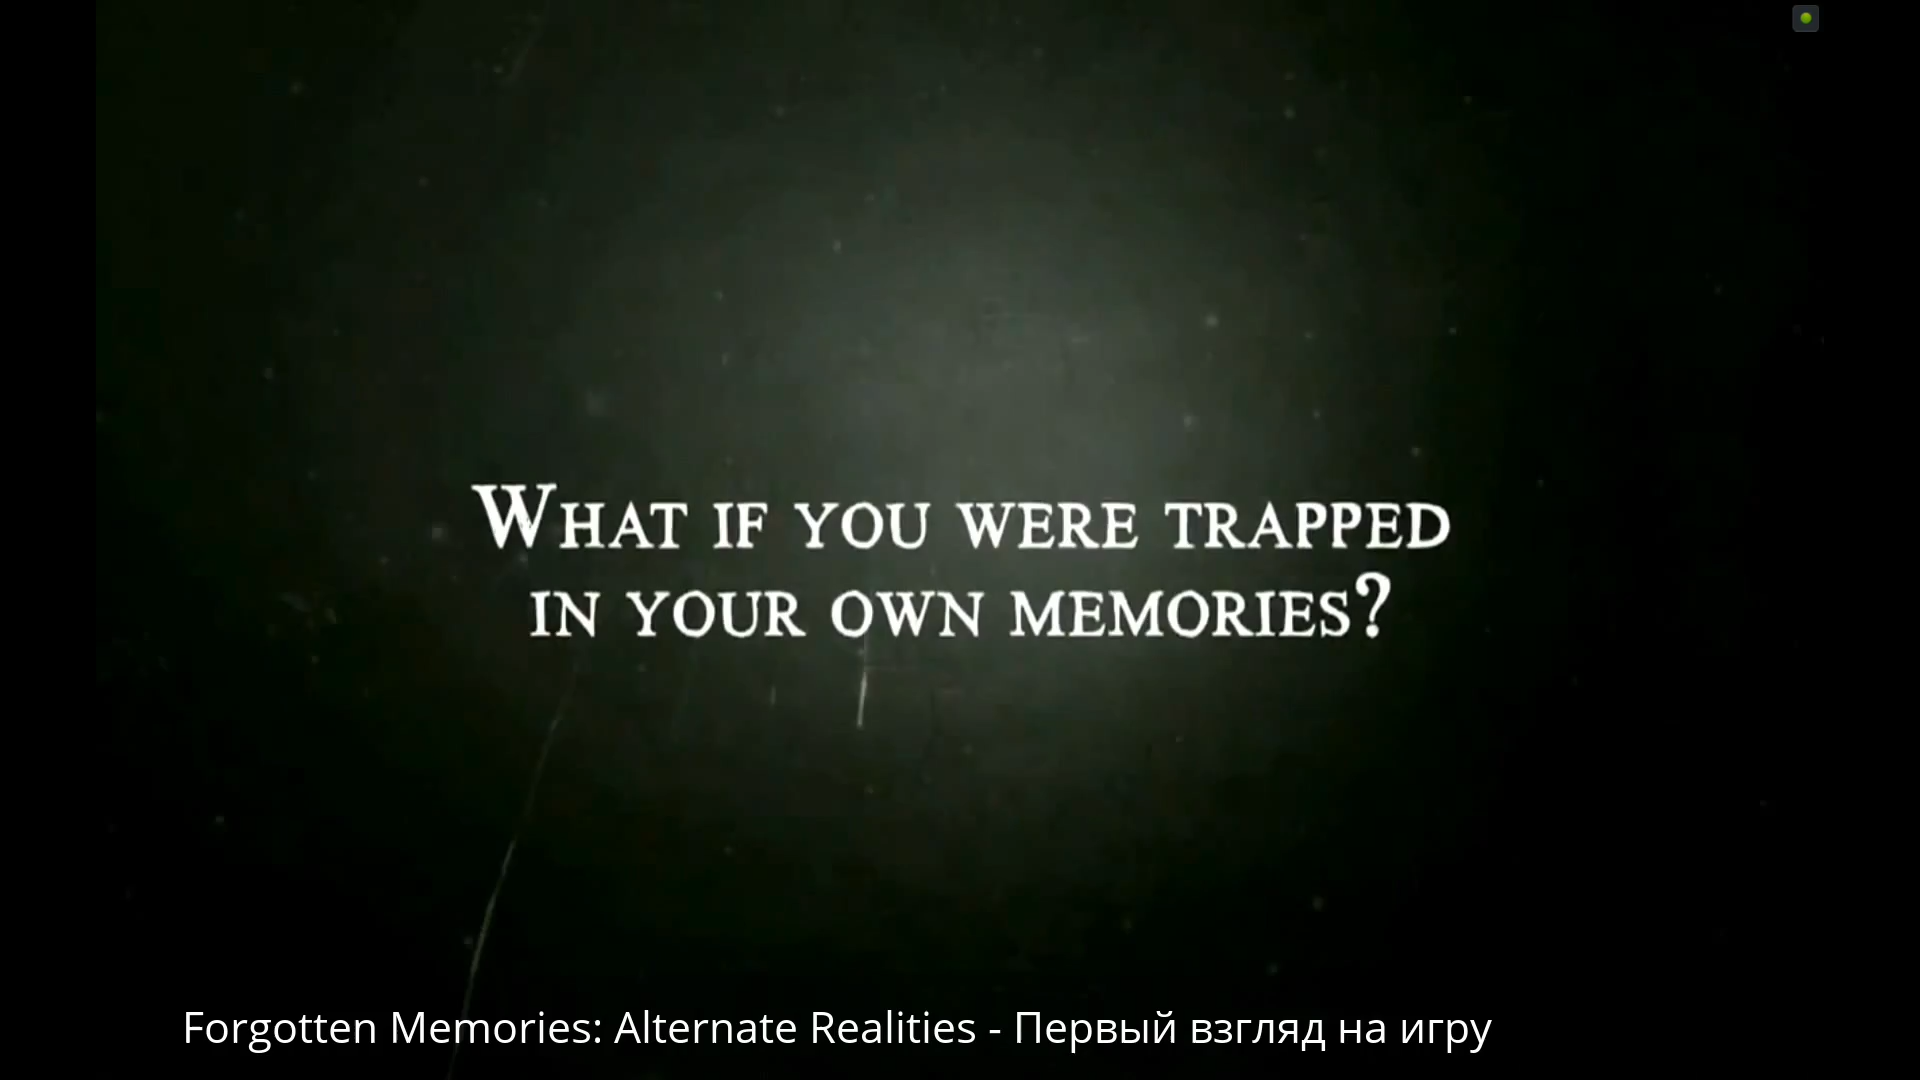 What if you were trapped
in your own memories?
Forgotten Memories: Alternate Realities - Первый взгляд на игру